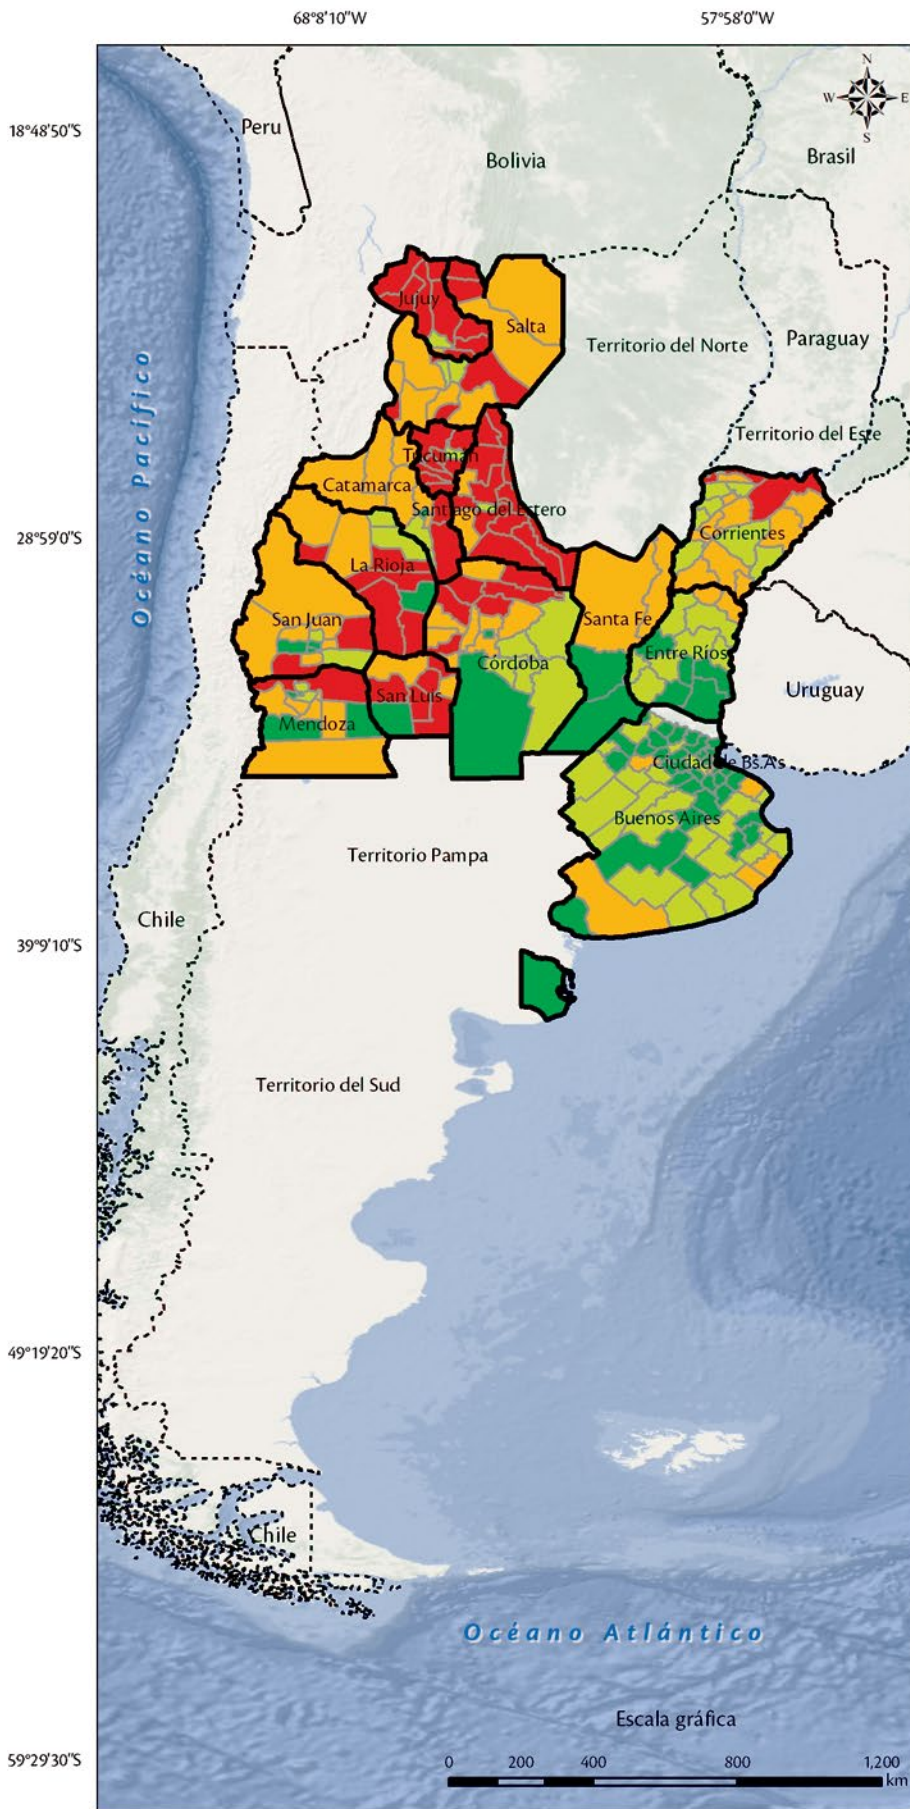 68°8'10"W
57°58'0"W
N
W
E
S
18°48'50"S
Peru
Bolivia
Brasil
Jujuy
Salta
Territorio del Norte
Paraguay
Océano Pacífico
Territorio del Este
Tucumán
Catamarca
Santiago del Estero
28°59'0"S
Corrientes
La Rioja
San Juan
Santa Fe
Entre Ríos
Córdoba
Uruguay
San Luis
Mendoza
Ciudad de Bs.A's
Buenos Aires
Territorio Pampa
Chile
39°9'10"S
Territorio del Sud
49°19'20"S
Chile
Océano Atlántico
Escala gráfica
59°29'30"S
0 200 400 800 1,200
km